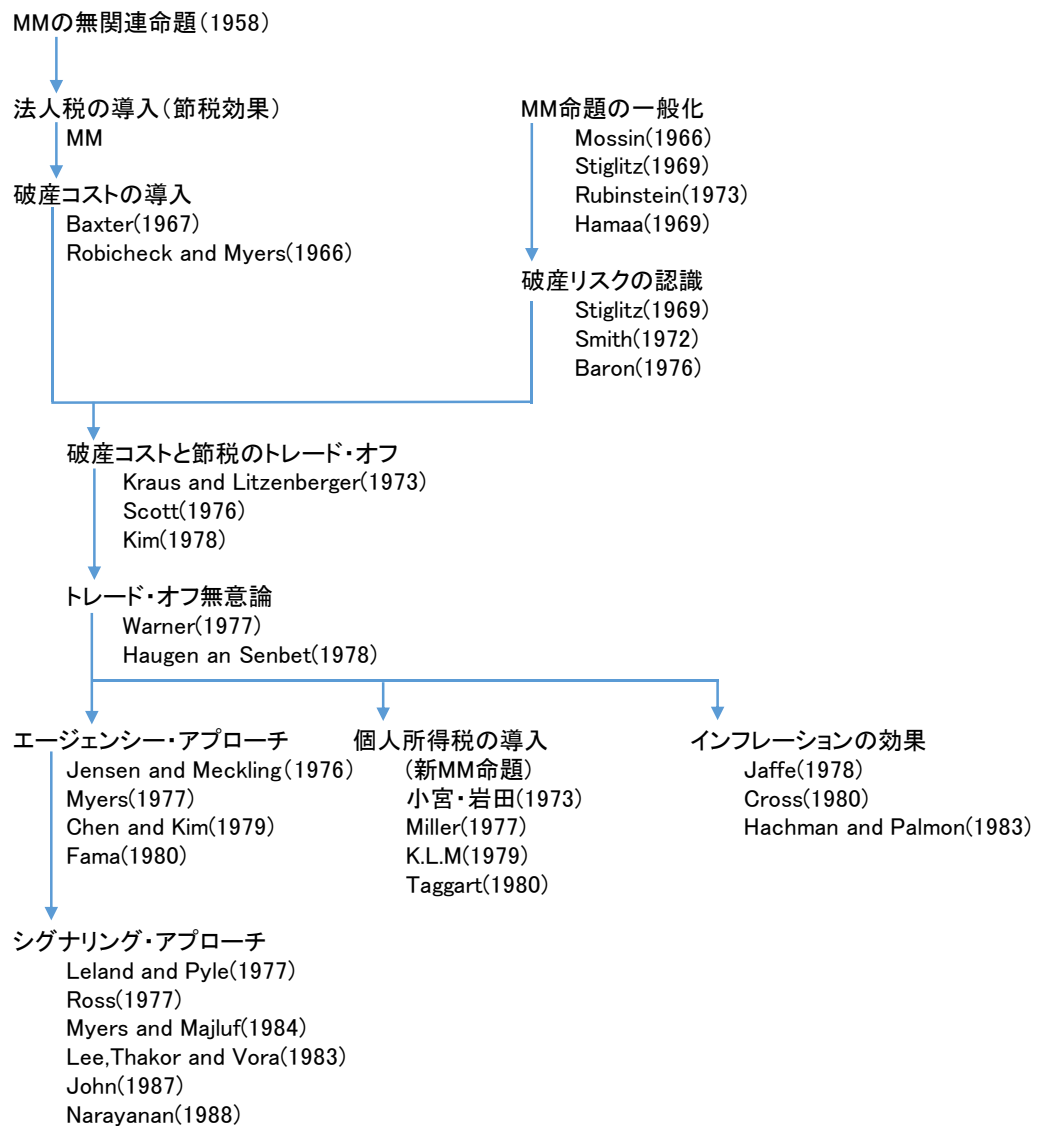 MMの無関連命題(1958)
法人税の導入(節税効果)
MM
破産コストの導入
Baxter(1967)
Robicheck and Myers(1966)
MM命題の一般化
Mossin(1966)
Stiglitz(1969)
Rubinstein(1973)
Hamaa(1969)
破産リスクの認識
Stiglitz(1969)
Smith(1972)
Baron(1976)
破産コストと節税のトレード・オフ
Kraus and Litzenberger(1973)
Scott(1976)
Kim(1978)
トレード・オフ無意論
Warner(1977)
Haugen an Senbet(1978)
エージェンシー・アプローチ
Jensen and Meckling(1976)
Myers(1977)
Chen and Kim(1979)
Fama(1980)
個人所得税の導入
(新MM命題)
小宮・岩田(1973)
Miller(1977)
K.L.M(1979)
Taggart(1980)
インフレーションの効果
Jaffe(1978)
Cross(1980)
Hachman and Palmon(1983)
シグナリング・アプローチ
Leland and Pyle(1977)
Ross(1977)
Myers and Majluf(1984)
Lee,Thakor and Vora(1983)
John(1987)
Narayanan(1988)